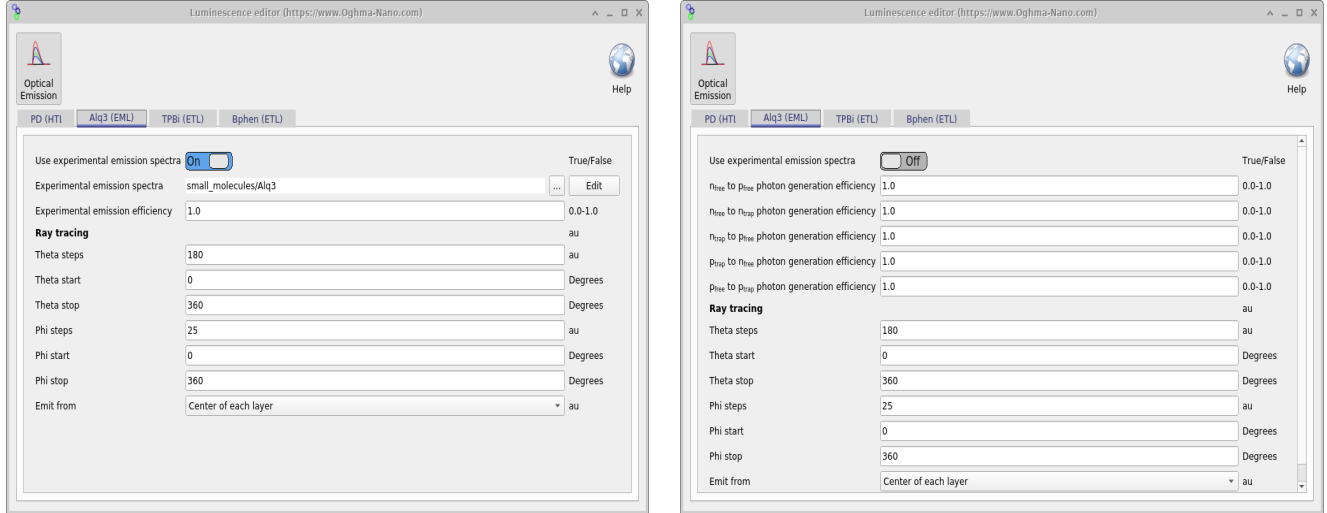 Luminescence editor (https://www.Oghma-Nano.com)
Optical
Emission
Help
PD (HTI
Alq3 (EML)
TPBi (ETL)
Bphen (ETL)
Use experimental emission spectra On True/False
Experimental emission spectra small_molecules/Alq3 ... Edit
Experimental emission efficiency 1.0 0.0-1.0
Ray tracing au
Theta steps 180 au
Theta start 0 Degrees
Theta stop 360 Degrees
Phi steps 25 au
Phi start 0 Degrees
Phi stop 360 Degrees
Emit from Center of each layer au
Luminescence editor (https://www.Oghma-Nano.com)
Optical
Emission
Help
PD (HTI
Alq3 (EML)
TPBi (ETL)
Bphen (ETL)
Use experimental emission spectra Off True/False
nfree to pfree photon generation efficiency 1.0 0.0-1.0
nfree to ntrap photon generation efficiency 1.0 0.0-1.0
ntrap to pfree photon generation efficiency 1.0 0.0-1.0
ptrap to nfree photon generation efficiency 1.0 0.0-1.0
pfree to ptrap photon generation efficiency 1.0 0.0-1.0
Ray tracing au
Theta steps 180 au
Theta start 0 Degrees
Theta stop 360 Degrees
Phi steps 25 au
Phi start 0 Degrees
Phi stop 360 Degrees
Emit from Center of each layer au